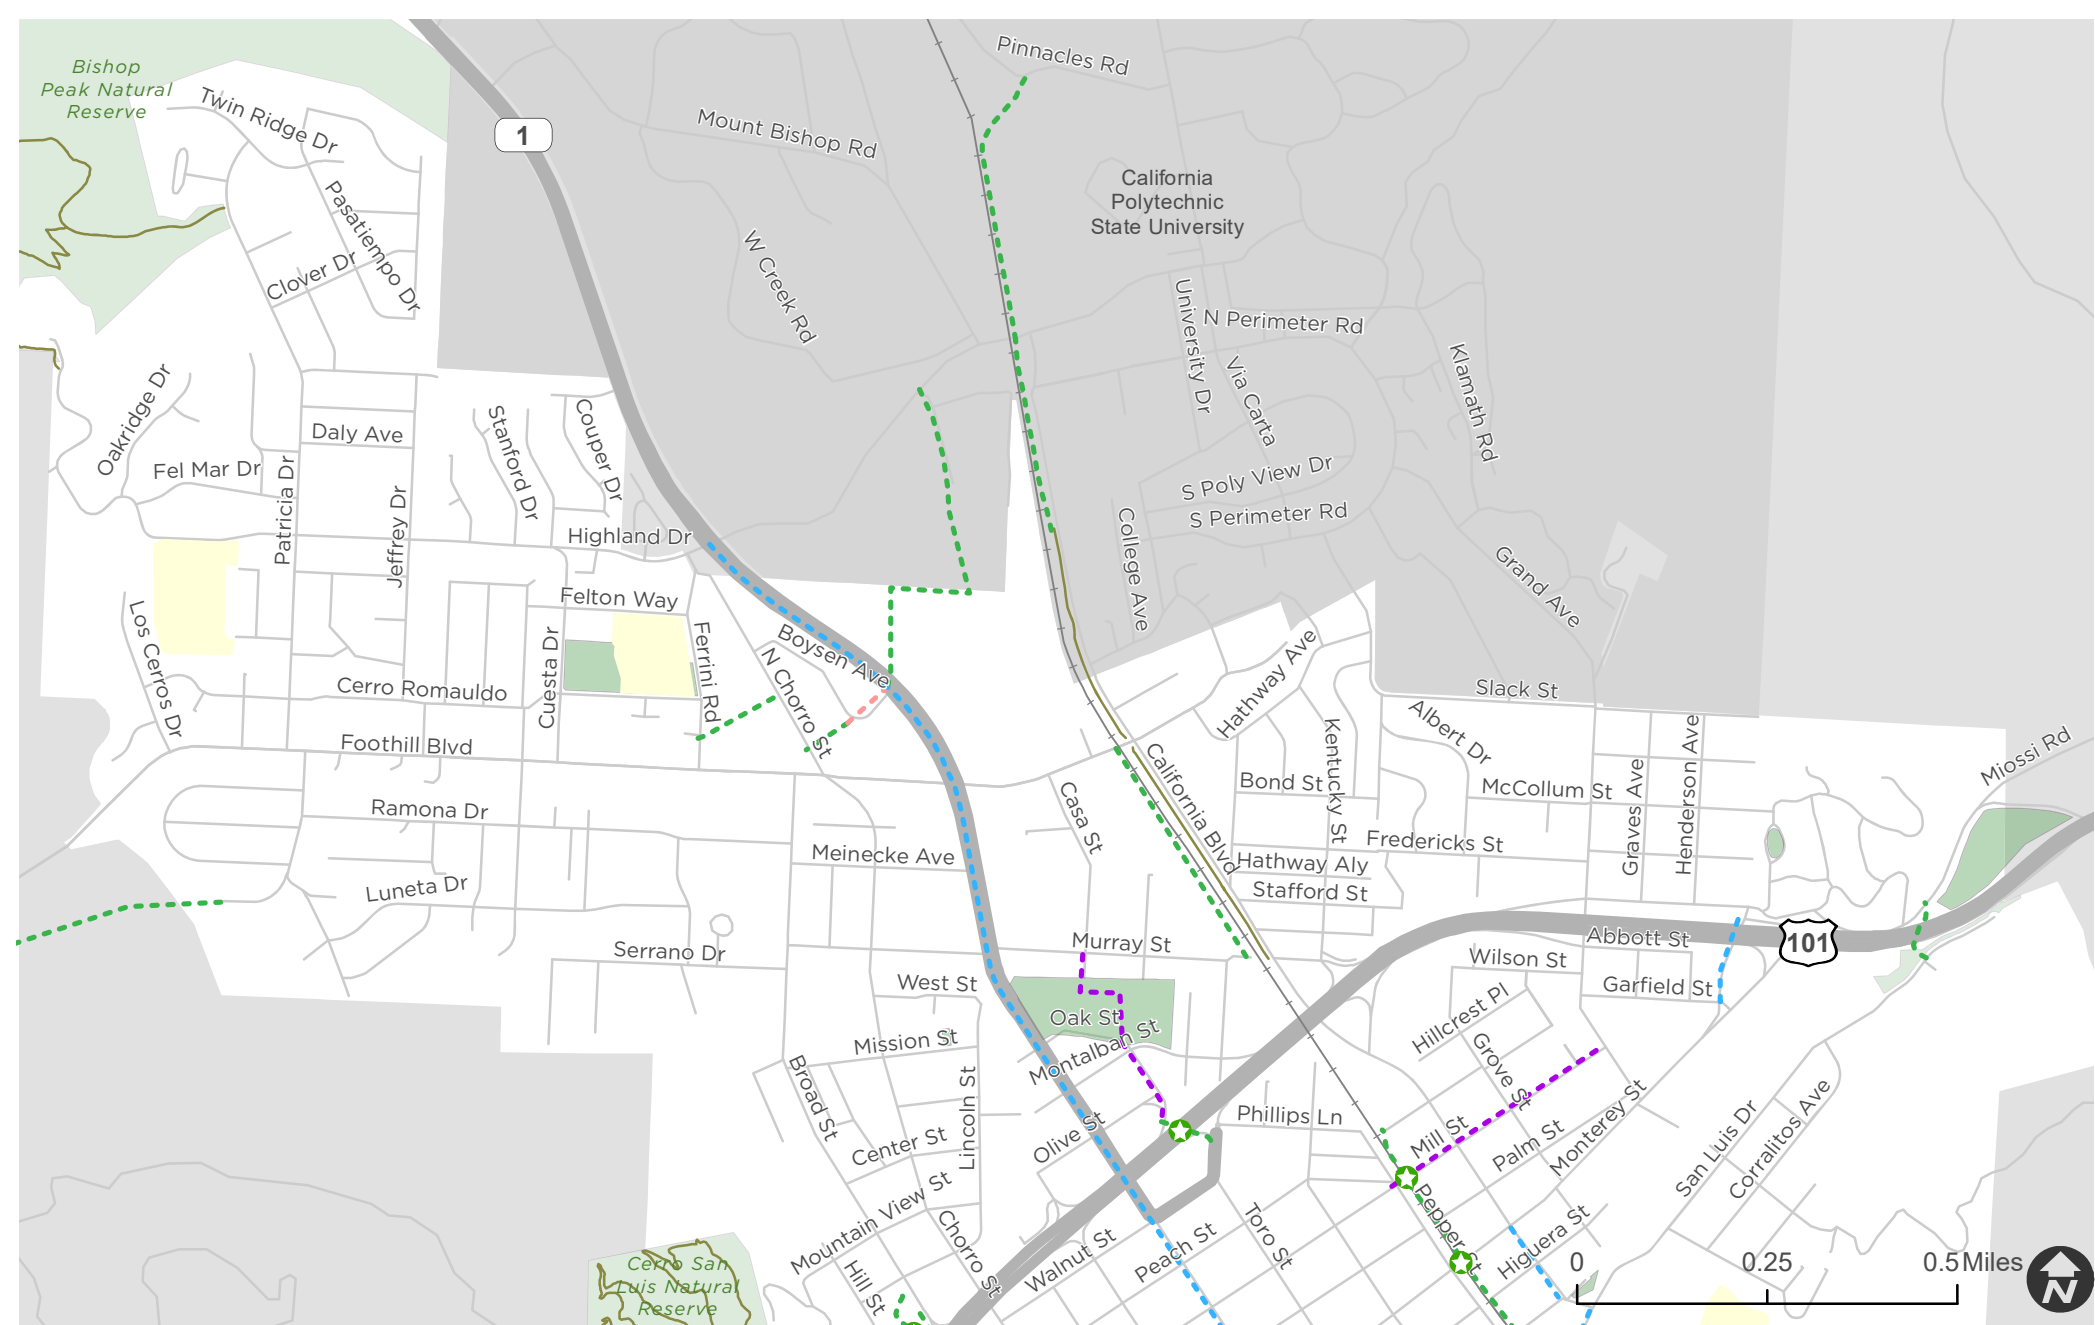 Bishop
Peak Natural
Reserve
Twin Ridge Dr
1
Pinnacles Rd
Mount Bishop Rd
California
Polytechnic
State University
Pasatiempo Dr
Clover Dr
W Creek Rd
University Dr
N Perimeter Rd
Via Carta
Klamath Rd
Oakridge Dr
Daly Ave
Stanford Dr
Couper Dr
Fel Mar Dr
Patricia Dr
Jeffrey Dr
S Poly View Dr
S Perimeter Rd
College Ave
Highland Dr
Grand Ave
Los Cerros Dr
Felton Way
Cuesta Dr
Ferrini Rd
Boysen Ave
N Chorro St
Hathaway Ave
Cerro Romauldo
Slack St
Albert Dr
Kentucky St
Graves Ave
Henderson Ave
Miossi Rd
Foothill Blvd
California Blvd
Bond St
McCollum St
Ramona Dr
Casa St
Fredericks St
Meinecke Ave
Hathway Aly
Luneta Dr
Stafford St
Serrano Dr
Murray St
Abbott St
101
Wilson St
West St
Garfield St
Oak St
Hillcrest Pl
Mission St
Montalban St
Grove St
Broad St
Lincoln St
Phillips Ln
Olive St
Mill St
Palm St
Monterey St
San Luis Dr
Corralitos Ave
Center St
Mountain View St
Chorro St
Pepper St
Toro St
Higuera St
Walnut St
Peach St
Hill St
Cerro San
Luis Natural
Reserve
0 0.25 0.5 Miles
N